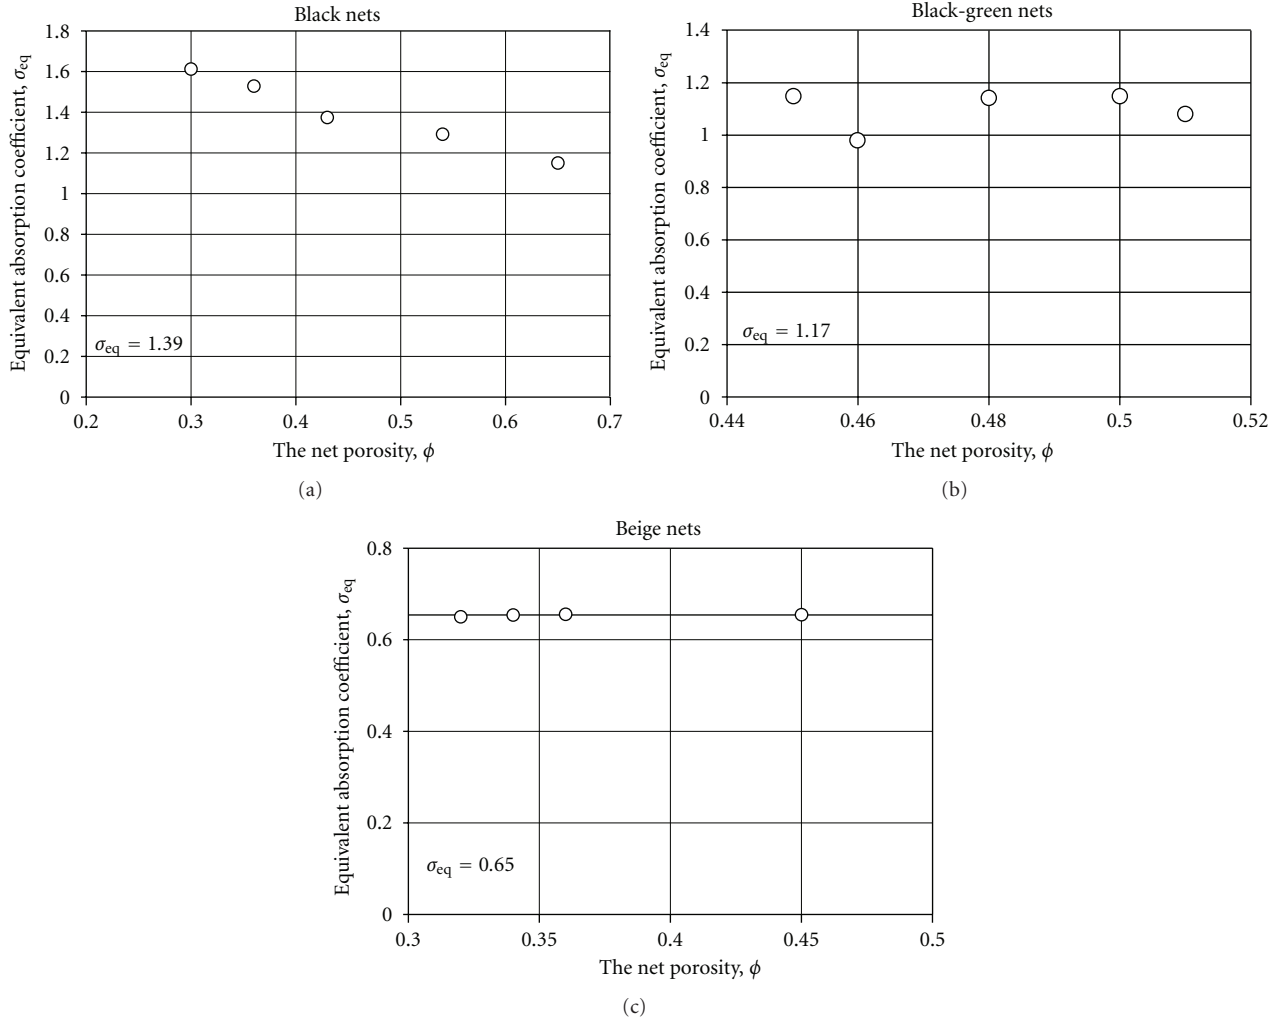 Black nets
Equivalent absorption coefficient, σeq
1.8
1.6
1.4
1.2
1
0.8
0.6
0.4
0.2
0
σeq = 1.39
0.2 0.3 0.4 0.5 0.6 0.7
The net porosity, ϕ
(a)
Black-green nets
Equivalent absorption coefficient, σeq
1.4
1.2
1
0.8
0.6
0.4
0.2
0
σeq = 1.17
0.44 0.46 0.48 0.5 0.52
The net porosity, ϕ
(b)
Beige nets
Equivalent absorption coefficient, σeq
0.8
0.6
0.4
0.2
0
σeq = 0.65
0.3 0.35 0.4 0.45 0.5
The net porosity, ϕ
(c)